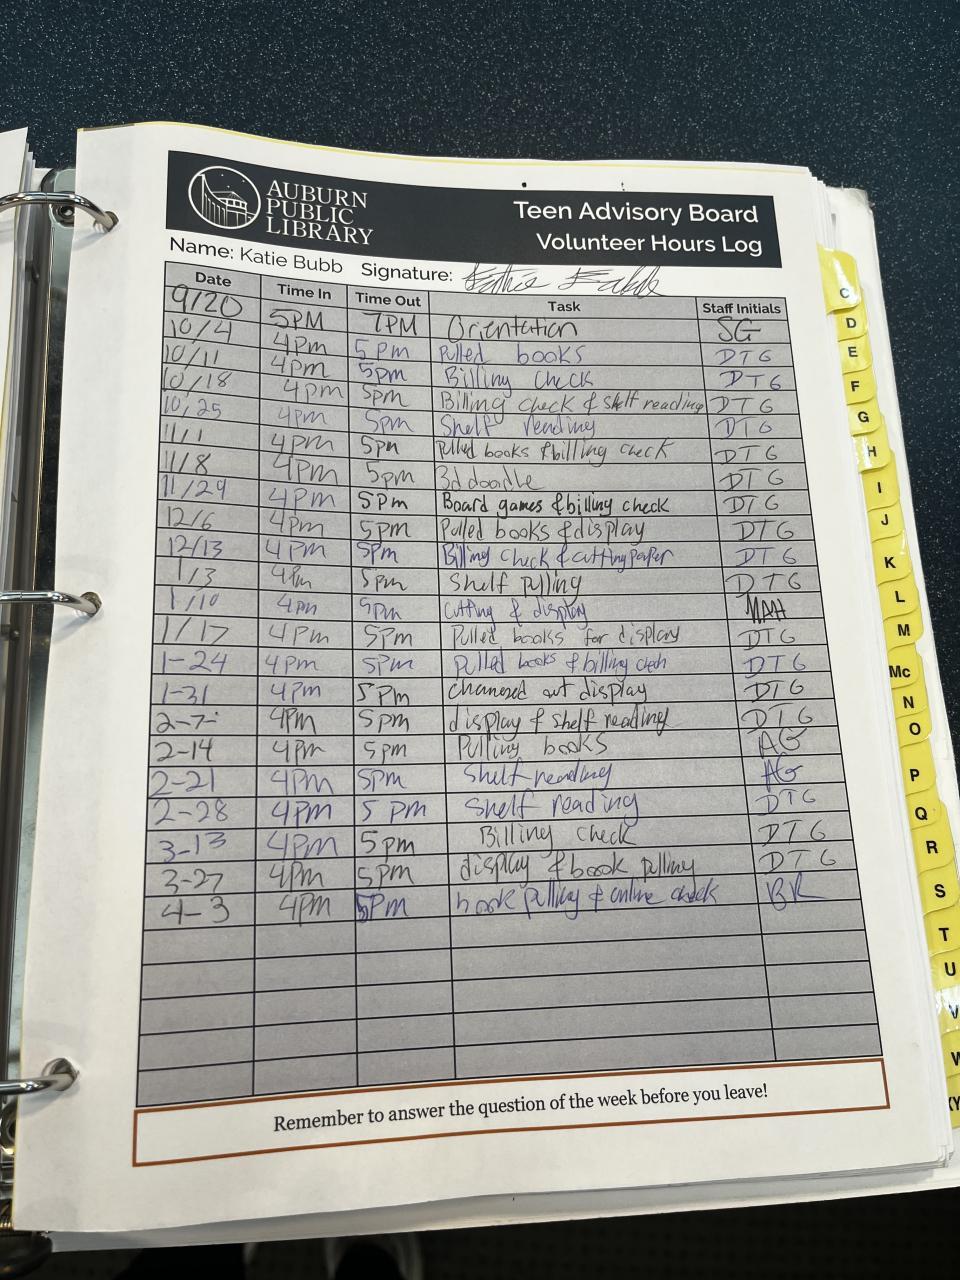 AUBURN
PUBLIC
LIBRARY
Teen Advisory Board
Volunteer Hours Log
Name: Katie Bubb Signature:
Date Time In Time Out Task Staff Initials
9/20 5PM 7PM Orientation SG
10/4 4pm 5pm Pulled books DTG
10/11 4pm 5pm Billing Check DTG
10/18 4pm 5pm Billing check & shelf reading DTG
10/25 4pm 5pm Shelf reading DTG
11/1 4pm 5pm Pulled books & billing check DTG
11/8 4PM 5pm 3d doodle DTG
11/29 4PM 5Pm Board games & billing check DTG
12/6 4pm 5pm Pulled books & display DTG
12/13 4PM 5pm Billing check & cutting paper DTG
1/3 4Pm 5pm Shelf pulling DTG
1/10 4pm 5pm cutting & display MAH
1/17 4Pm 5Pm Pulled books for display DTG
1-24 4pm 5Pm Pulled books & billing DTG
1-31 4Pm 5Pm out display DTG
2-7 4pm 5pm display & shelf reading DTG
2-14 4Pm 5pm Pulling books AG
2-21 4PM 5pm Shelf reading AG
2-28 4PM 5 pm Shelf reading DTG
3-13 4PM 5pm Billing check DTG
3-27 4Pm 5pm display & book pulling DTG
4-3 4PM 5Pm book pulling & online check BR
Remember to answer the question of the week before you leave!
C
D
E
F
G
H
I
J
K
L
M
Mc
N
O
P
Q
R
S
T
U
V
W
XY